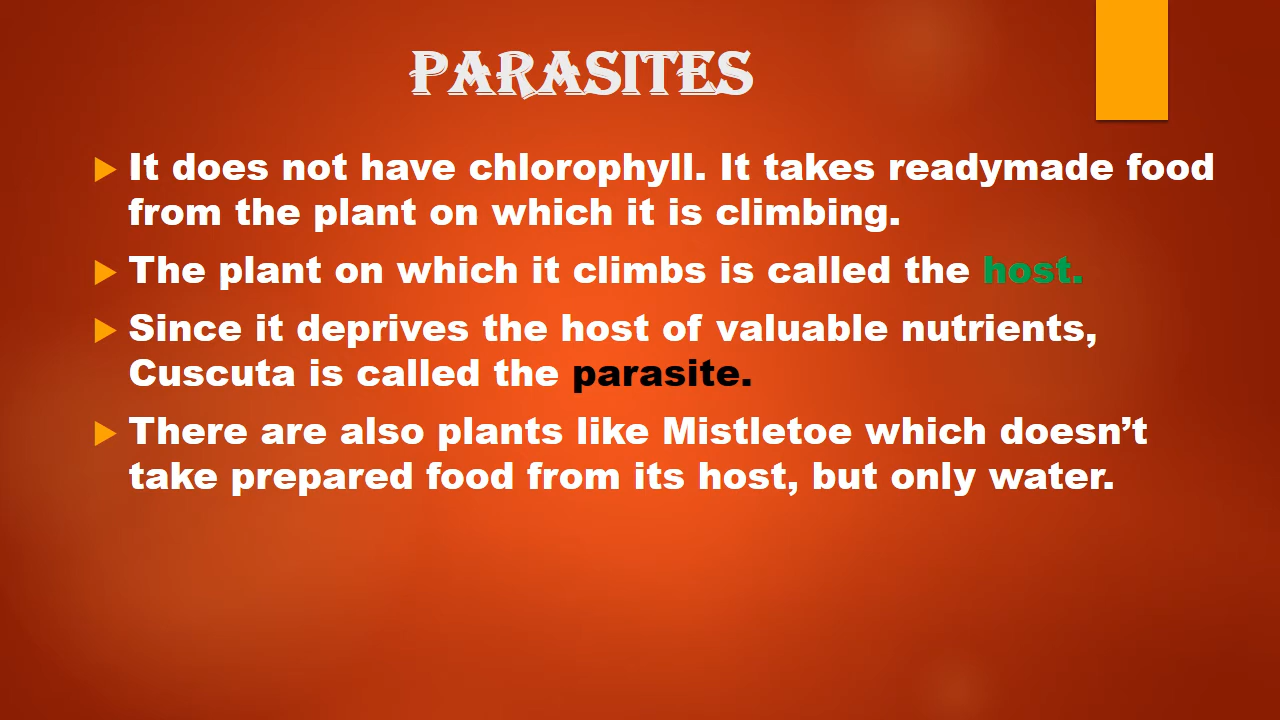 PARASITES
It does not have chlorophyll. It takes readymade food
from the plant on which it is climbing.
The plant on which it climbs is called the host.
Since it deprives the host of valuable nutrients,
Cuscuta is called the parasite.
There are also plants like Mistletoe which doesn’t
take prepared food from its host, but only water.